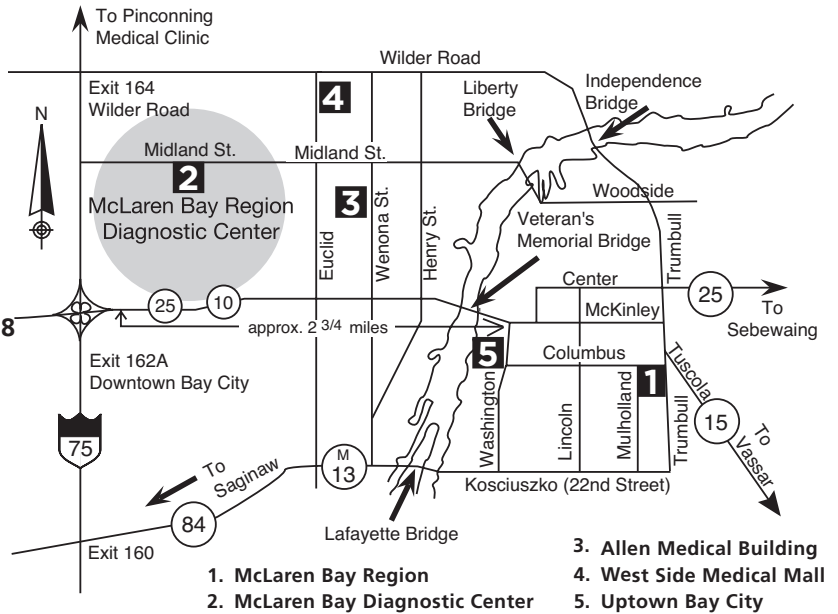 To Pinconning
Medical Clinic
Wilder Road
Exit 164
Wilder Road
4
Liberty
Bridge
Independence
Bridge
N
Midland St.
Midland St.
2
McLaren Bay Region
Diagnostic Center
3
Woodside
Veteran's
Memorial Bridge
Euclid
Wenona St.
Henry St.
Trumbull
Center
25
To
Sebewaing
McKinley
25
10
8
approx. 2 3/4 miles
Exit 162A
Downtown Bay City
5
Columbus
1
Washington
Lincoln
Mulholland
Tuscola
Trumbull
15
To
Vassar
75
To
Saginaw
M
13
Kosciuszko (22nd Street)
84
Lafayette Bridge
Exit 160
1. McLaren Bay Region
2. McLaren Bay Diagnostic Center
3. Allen Medical Building
4. West Side Medical Mall
5. Uptown Bay City